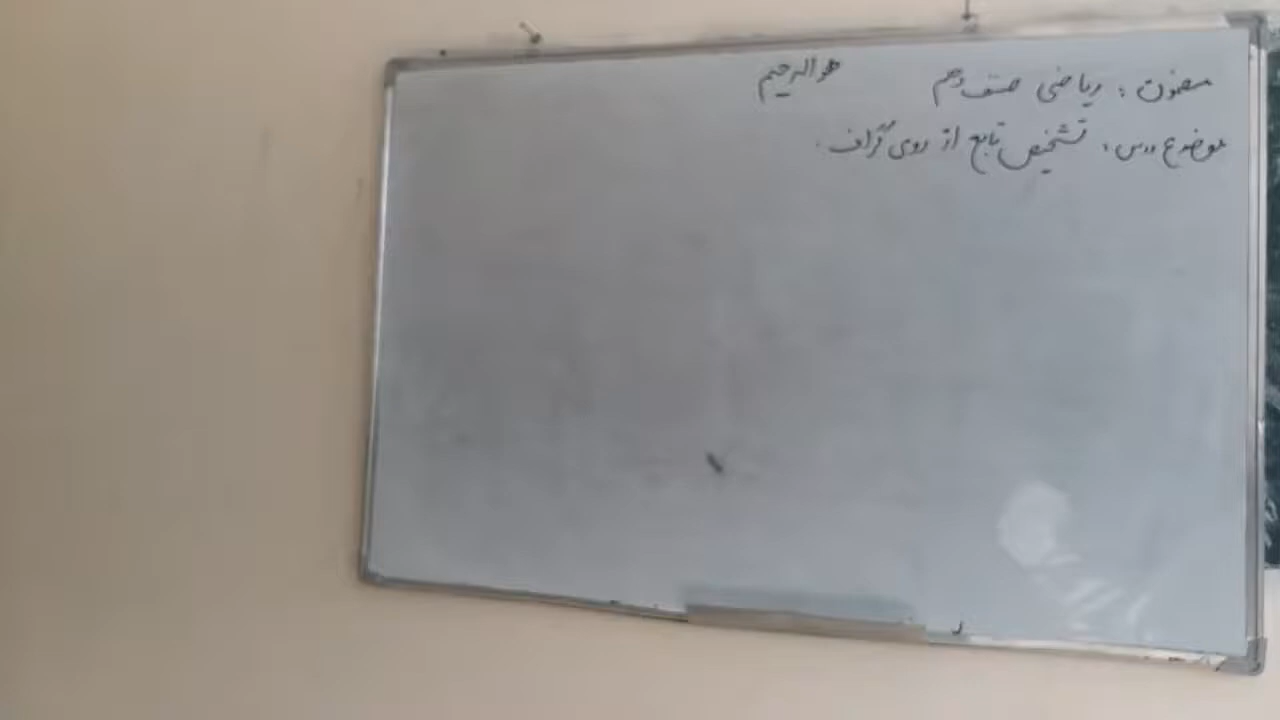 هوالرحیم
مضمون: ریاضی صنف دهم
موضوع درس: تشخیص تابع از روی گراف.